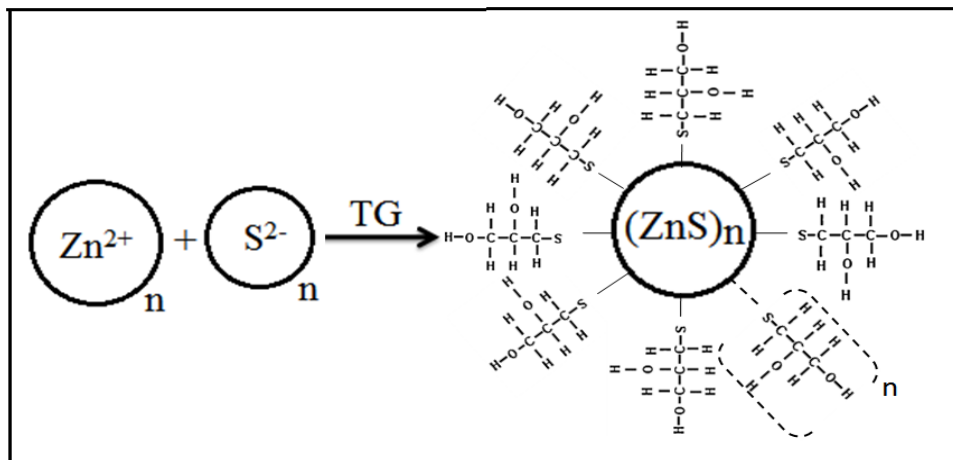 Zn²⁺
n
+
S²⁻
n
TG
(ZnS)n
H
O
H–C–H
H–C–O–H
H–C–H
S
H–O–C–C–C–S
H H H H O H H
H–O–C–C–C–S
H H O H H H H
H–O–C–C–C–S
H O H H H H H
S
H–C–H
H–O–C–H
H–C–H
O
H
S–C–C–C–O–H
H H H H O H H
S–C–C–C–O–H
H H H H O H H
S–C–C–C–O–H
H H H H O H H
n